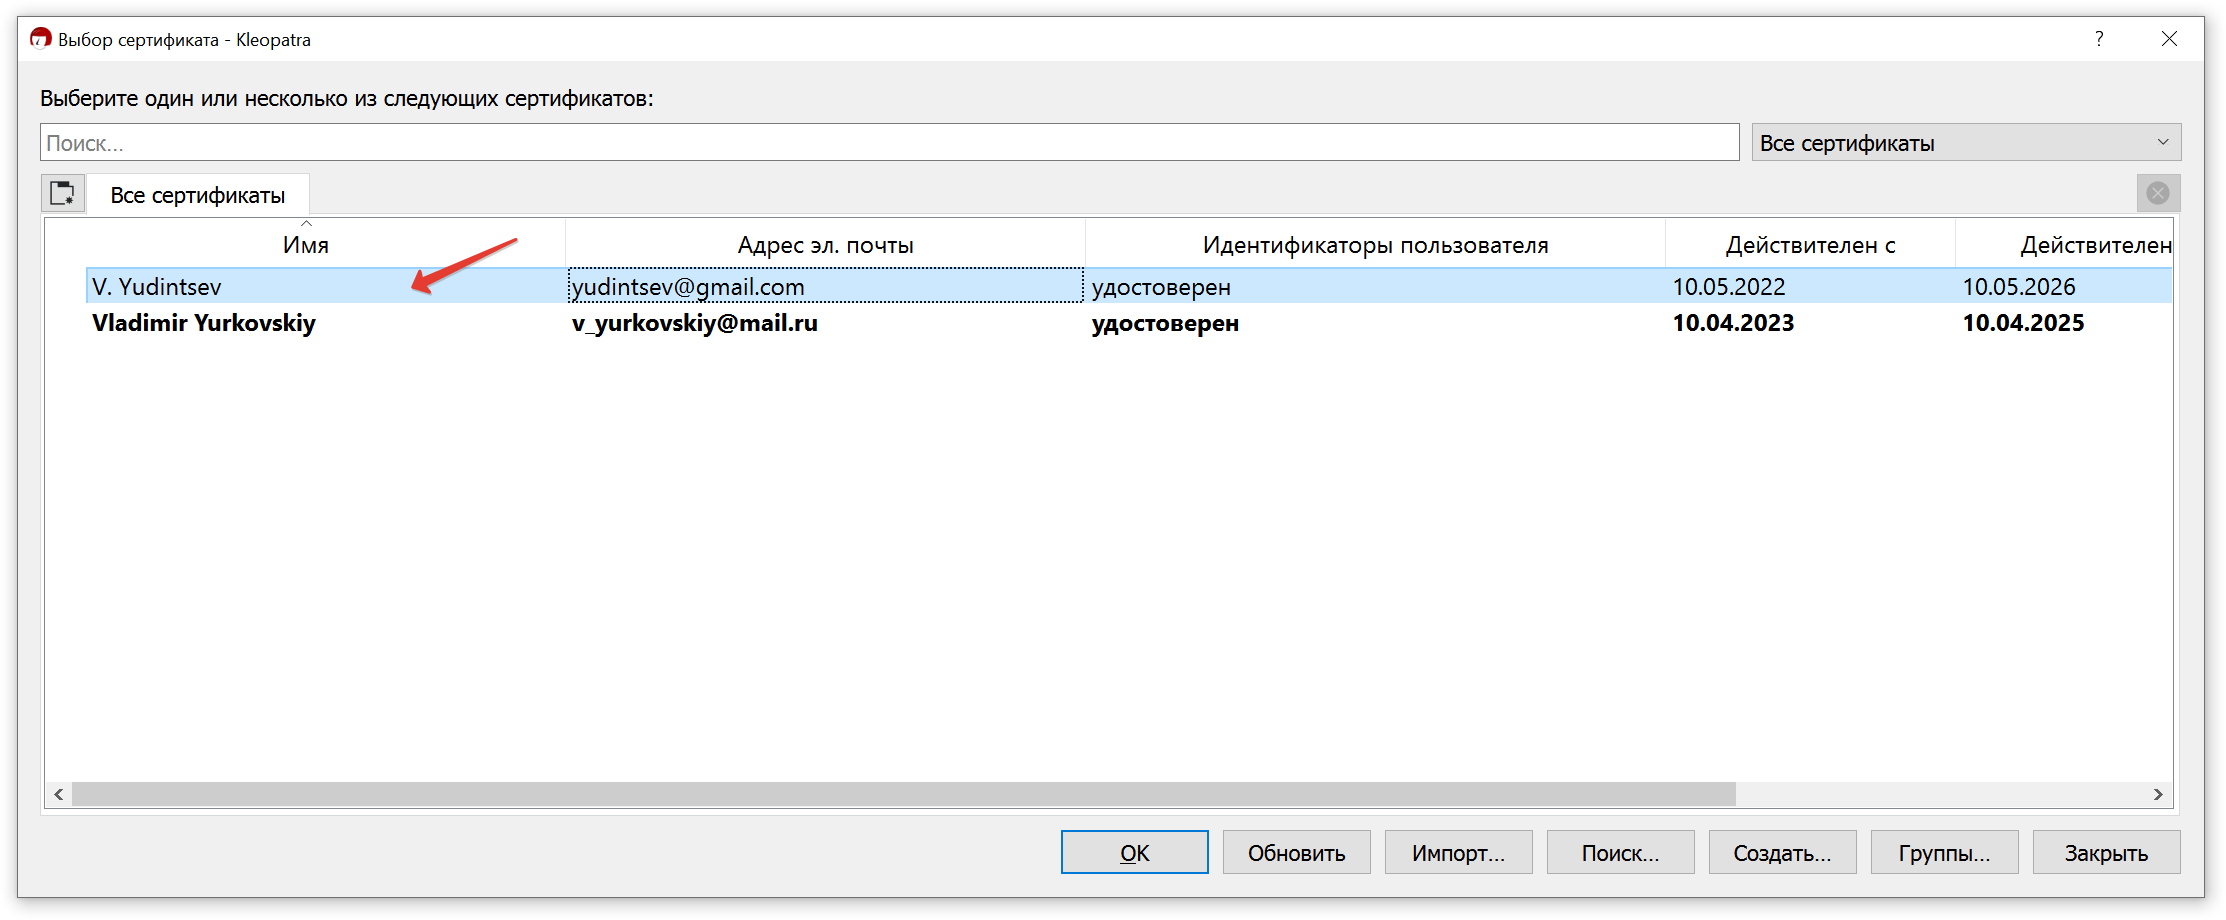 Выбор сертификата - Kleopatra ?
Выберите один или несколько из следующих сертификатов:
Поиск... Все сертификаты
Все сертификаты
Имя Адрес эл. почты Идентификаторы пользователя Действителен с Действителен
V. Yudintsev yudintsev@gmail.com удостоверен 10.05.2022 10.05.2026
Vladimir Yurkovskiy v_yurkovskiy@mail.ru удостоверен 10.04.2023 10.04.2025
OK Обновить Импорт... Поиск... Создать... Группы... Закрыть